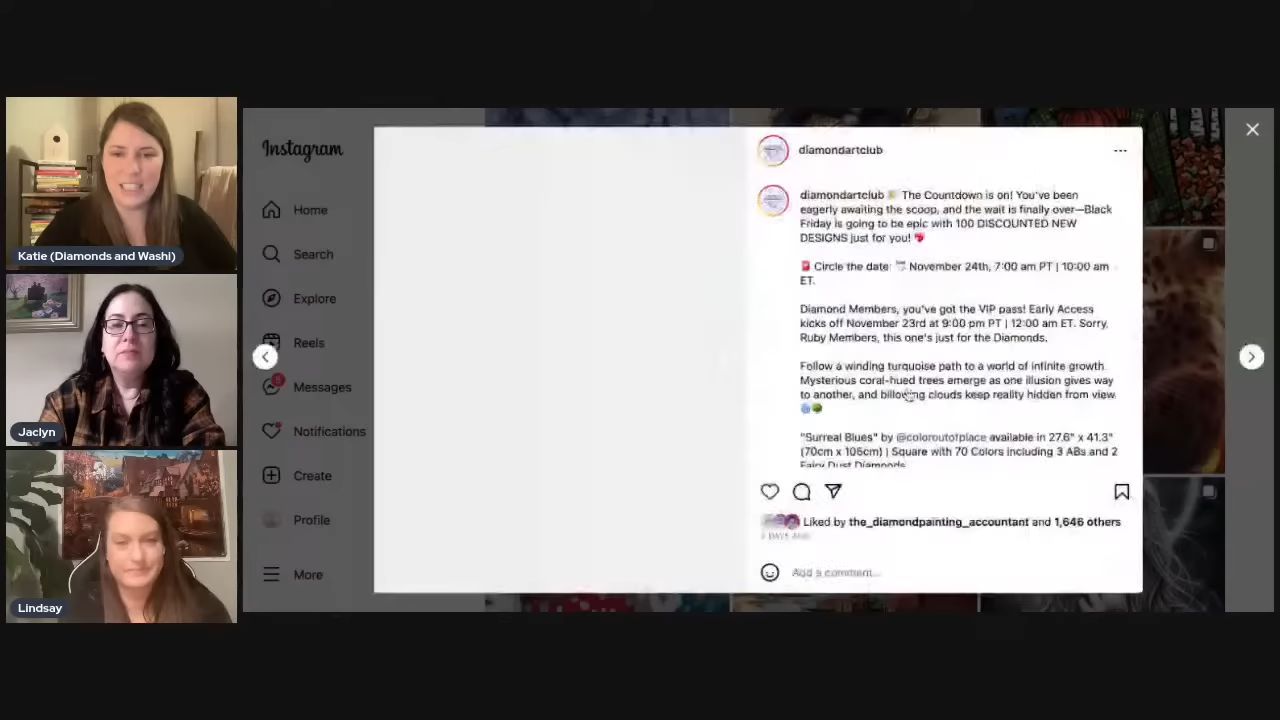 Katie (Diamonds and Washi)
Jaclyn
Lindsay
Instagram
Home
Search
Explore
Reels
Messages
Notifications
Create
Profile
More
diamondartclub
diamondartclub The Countdown is on! You've been
eagerly awaiting the scoop, and the wait is finally over—Black
Friday is going to be epic with 100 DISCOUNTED NEW
DESIGNS just for you!
Circle the date: November 24th, 7:00 am PT | 10:00 am
ET.
Diamond Members, you've got the VIP pass! Early Access
kicks off November 23rd at 9:00 pm PT | 12:00 am ET. Sorry,
Ruby Members, this one's just for the Diamonds.
Follow a winding turquoise path to a world of infinite growth.
Mysterious coral-hued trees emerge as one illusion gives way
to another, and billowing clouds keep reality hidden from view.
"Surreal Blues" by @coloroutofplace available in 27.6" x 41.3"
(70cm x 105cm) | Square with 70 Colors including 3 ABs and 2
Fairy Dust Diamonds
Liked by the_diamondpainting_accountant and 1,646 others
DAYS AGO
Add a comment...